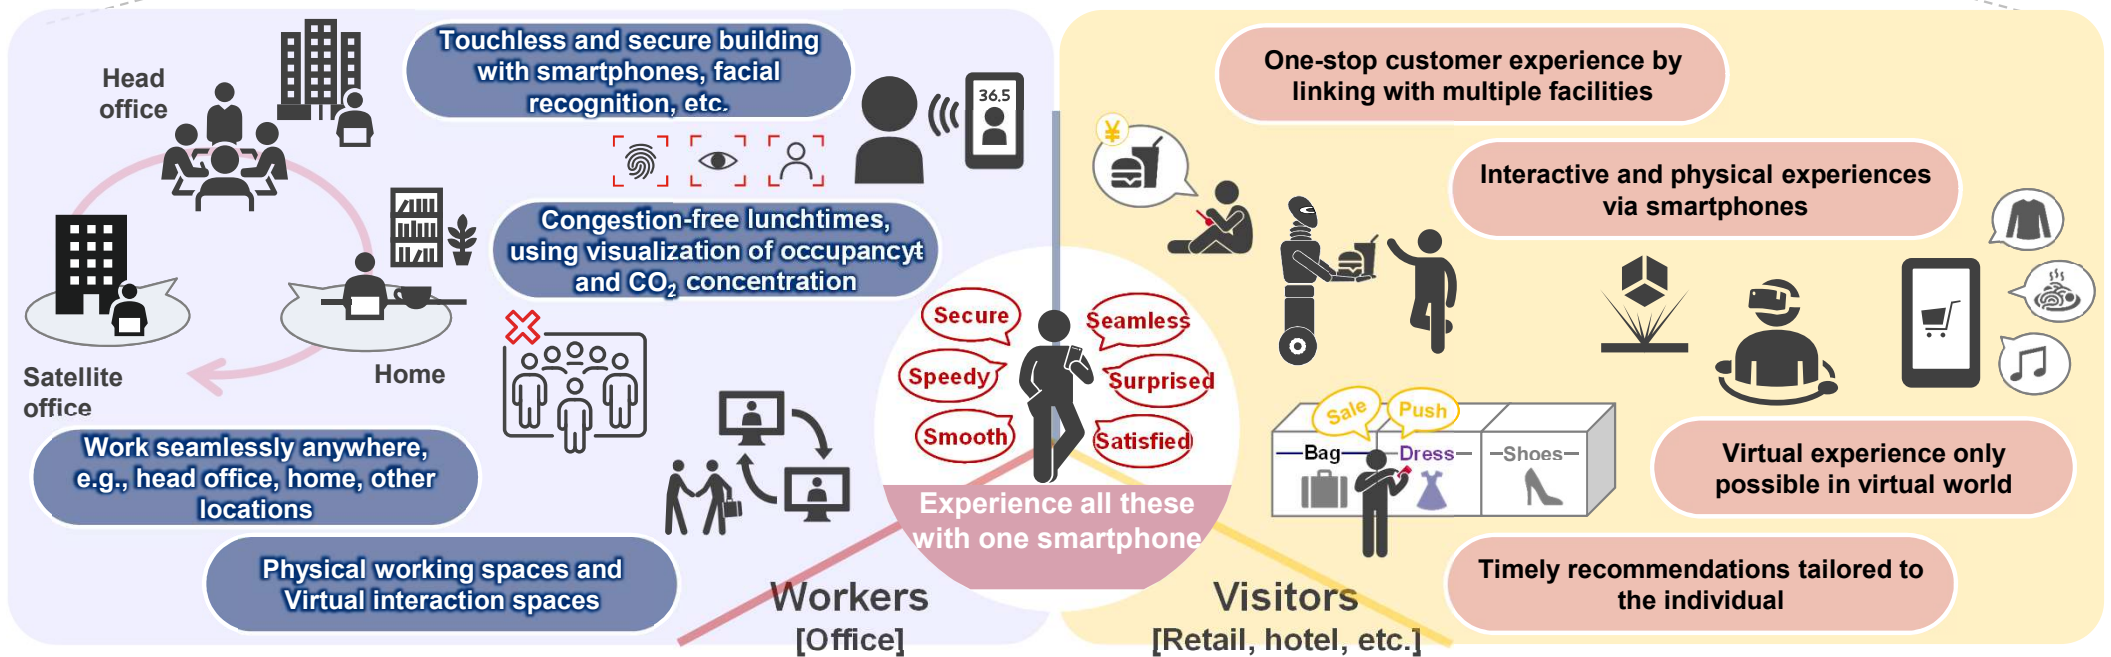 Head
office
Touchless and secure building
with smartphones, facial
recognition, etc.
36.5
Congestion-free lunchtimes,
using visualization of occupancy‡
and CO₂ concentration
Satellite
office
Home
Work seamlessly anywhere,
e.g., head office, home, other
locations
Physical working spaces and
Virtual interaction spaces
Workers
[Office]
Secure
Speedy
Smooth
Seamless
Surprised
Satisfied
Experience all these
with one smartphone
One-stop customer experience by
linking with multiple facilities
¥
Interactive and physical experiences
via smartphones
Sale
Push
Bag
Dress
Shoes
Virtual experience only
possible in virtual world
Timely recommendations tailored to
the individual
Visitors
[Retail, hotel, etc.]